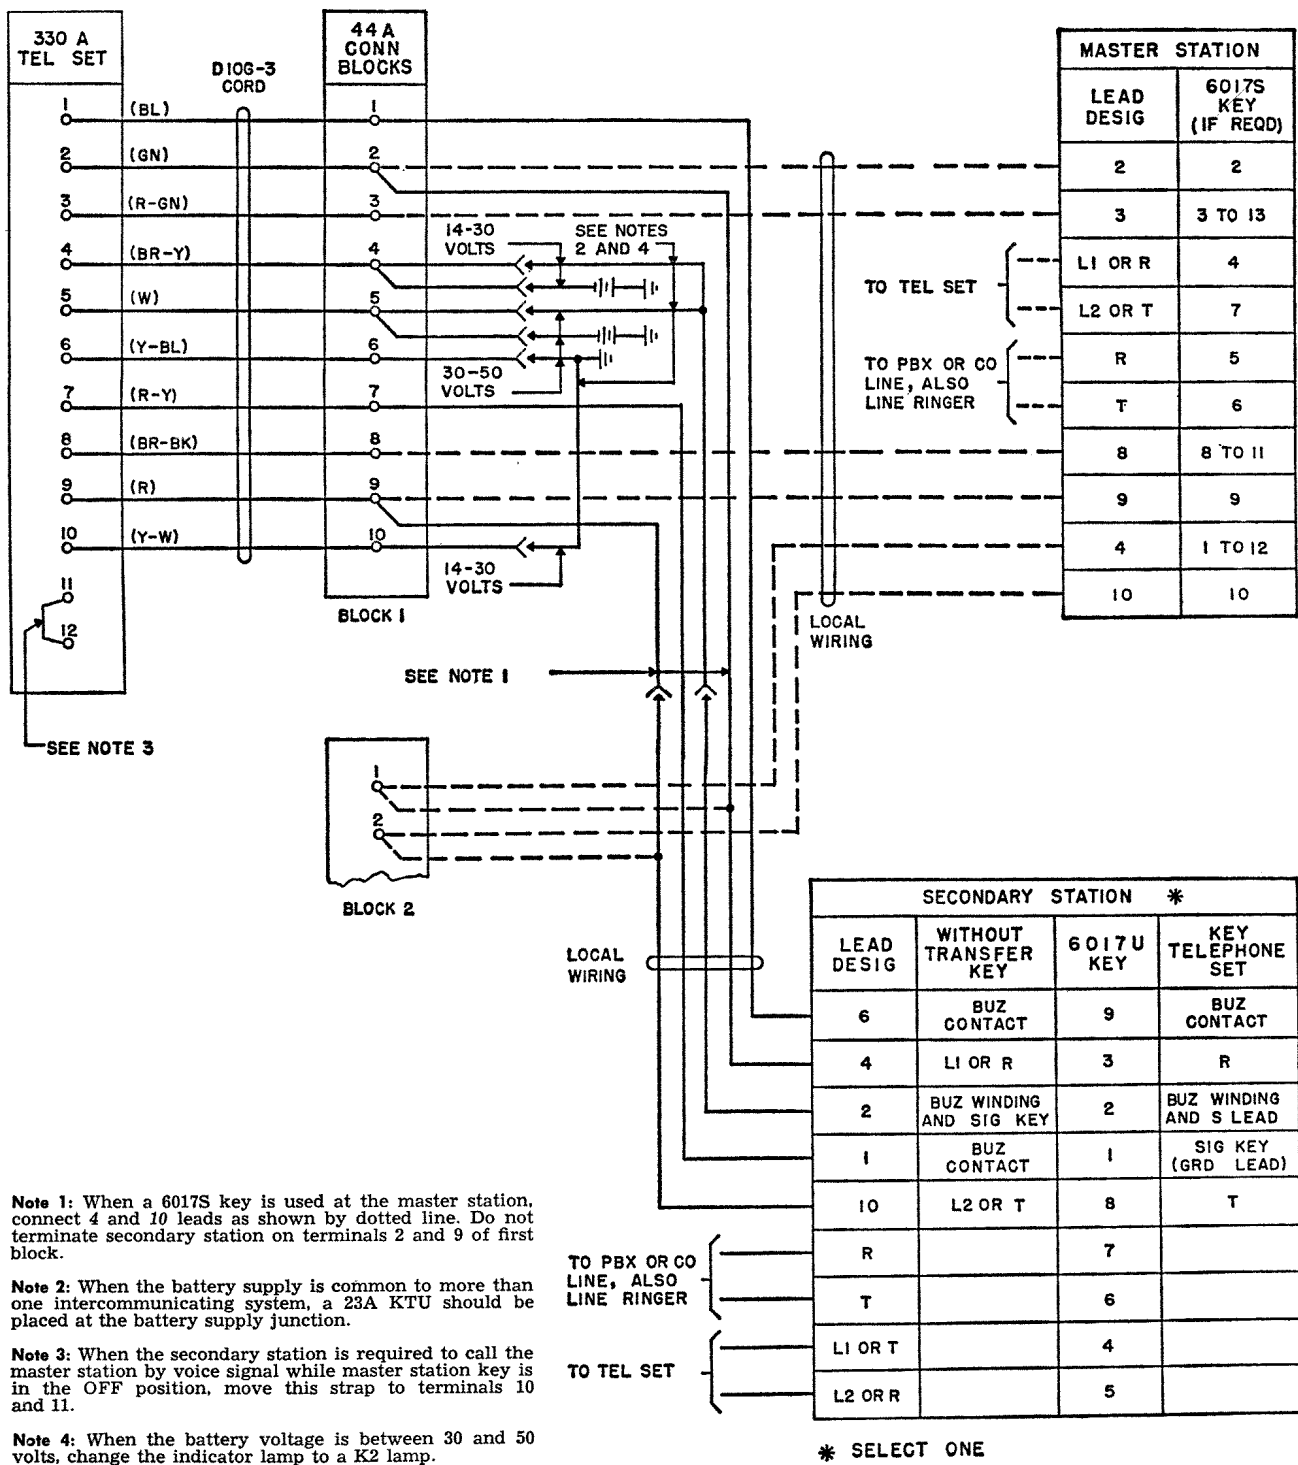 330 A
TEL SET
D10G-3
CORD
44A
CONN
BLOCKS
1 (BL) 1
2 (GN) 2
3 (R-GN) 3
4 (BR-Y) 4
5 (W) 5
6 (Y-BL) 6
7 (R-Y) 7
8 (BR-BK) 8
9 (R) 9
10 (Y-W) 10
11
12
14-30
VOLTS
SEE NOTES
2 AND 4
30-50
VOLTS
14-30
VOLTS
BLOCK 1
SEE NOTE 1
SEE NOTE 3
1
2
BLOCK 2
LOCAL
WIRING
TO TEL SET
TO PBX OR CO
LINE, ALSO
LINE RINGER
MASTER STATION
LEAD
DESIG
6017S
KEY
(IF REQD)
2 2
3 3 TO 13
L1 OR R 4
L2 OR T 7
R 5
T 6
8 8 TO 11
9 9
4 1 TO 12
10 10
LOCAL
WIRING
SECONDARY STATION *
LEAD
DESIG
WITHOUT
TRANSFER
KEY
6017U
KEY
KEY
TELEPHONE
SET
6 BUZ CONTACT 9 BUZ CONTACT
4 L1 OR R 3 R
2 BUZ WINDING AND SIG KEY 2 BUZ WINDING AND S LEAD
1 BUZ CONTACT 1 SIG KEY (GRD LEAD)
10 L2 OR T 8 T
R 7
T 6
L1 OR T 4
L2 OR R 5
TO PBX OR CO
LINE, ALSO
LINE RINGER
TO TEL SET
* SELECT ONE
Note 1: When a 6017S key is used at the master station,
connect 4 and 10 leads as shown by dotted line. Do not
terminate secondary station on terminals 2 and 9 of first
block.
Note 2: When the battery supply is common to more than
one intercommunicating system, a 23A KTU should be
placed at the battery supply junction.
Note 3: When the secondary station is required to call the
master station by voice signal while master station key is
in the OFF position, move this strap to terminals 10
and 11.
Note 4: When the battery voltage is between 30 and 50
volts, change the indicator lamp to a K2 lamp.